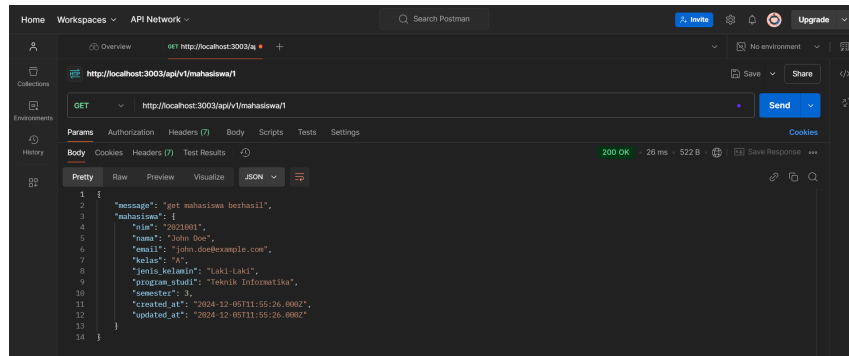 Home Workspaces API Network Search Postman Invite Upgrade
Overview GET http://localhost:3003/aj No environment
HTTP http://localhost:3003/api/v1/mahasiswa/1 Save Share
Collections
GET http://localhost:3003/api/v1/mahasiswa/1 Send
Environments
Params Authorization Headers (7) Body Scripts Tests Settings Cookies
History
Body Cookies Headers (7) Test Results 200 OK 26 ms 522 B Save Response
Pretty Raw Preview Visualize JSON
1 {
2 "message": "get mahasiswa berhasil",
3 "mahasiswa": {
4 "nim": "2021001",
5 "nama": "John Doe",
6 "email": "john.doe@example.com",
7 "kelas": "A",
8 "jenis_kelamin": "Laki-Laki",
9 "program_studi": "Teknik Informatika",
10 "semester": 3,
11 "created_at": "2024-12-05T11:55:26.000Z",
12 "updated_at": "2024-12-05T11:55:26.000Z"
13 }
14 }